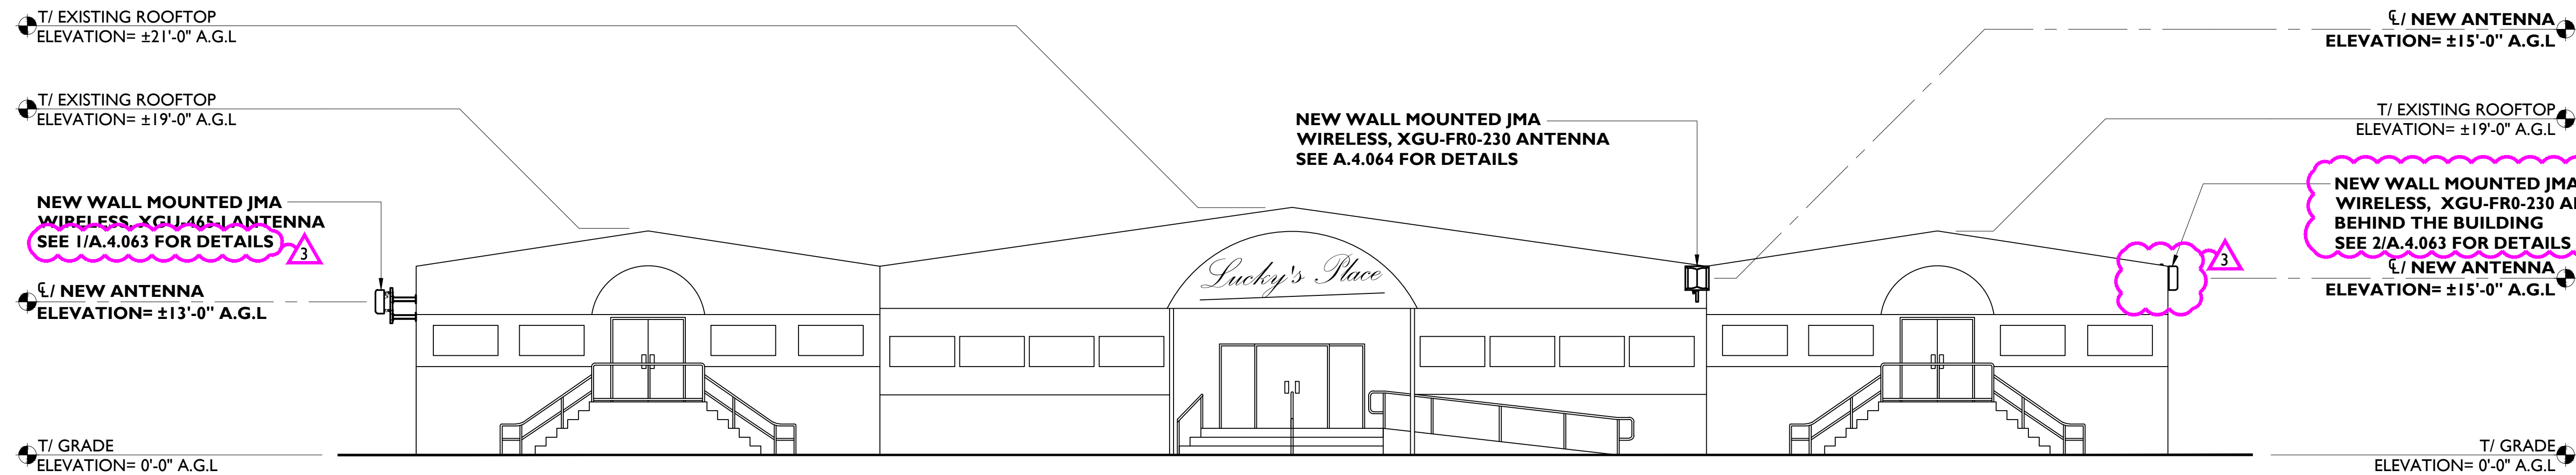 T/ EXISTING ROOFTOP
ELEVATION= ±21'-0" A.G.L
T/ EXISTING ROOFTOP
ELEVATION= ±19'-0" A.G.L
NEW WALL MOUNTED JMA
WIRELESS, XGU-465-I ANTENNA
SEE 1/A.4.063 FOR DETAILS
3
℄/ NEW ANTENNA
ELEVATION= ±13'-0" A.G.L
T/ GRADE
ELEVATION= 0'-0" A.G.L
NEW WALL MOUNTED JMA
WIRELESS, XGU-FR0-230 ANTENNA
SEE A.4.064 FOR DETAILS
Lucky's Place
℄/ NEW ANTENNA
ELEVATION= ±15'-0" A.G.L
T/ EXISTING ROOFTOP
ELEVATION= ±19'-0" A.G.L
NEW WALL MOUNTED JMA
WIRELESS, XGU-FR0-230
BEHIND THE BUILDING
SEE 2/A.4.063 FOR DETAILS
3
℄/ NEW ANTENNA
ELEVATION= ±15'-0" A.G.L
T/ GRADE
ELEVATION= 0'-0" A.G.L